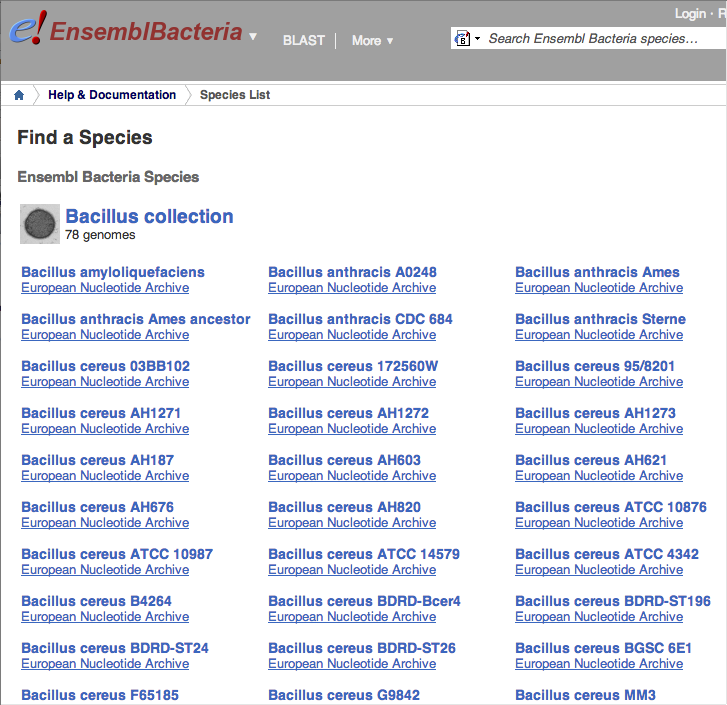 e! EnsemblBacteria ▼ BLAST More ▼
Login · R
Search Ensembl Bacteria species…
Help & Documentation Species List
Find a Species
Ensembl Bacteria Species
Bacillus collection
78 genomes
Bacillus amyloliquefaciens Bacillus anthracis A0248 Bacillus anthracis Ames
European Nucleotide Archive European Nucleotide Archive European Nucleotide Archive
Bacillus anthracis Ames ancestor Bacillus anthracis CDC 684 Bacillus anthracis Sterne
European Nucleotide Archive European Nucleotide Archive European Nucleotide Archive
Bacillus cereus 03BB102 Bacillus cereus 172560W Bacillus cereus 95/8201
European Nucleotide Archive European Nucleotide Archive European Nucleotide Archive
Bacillus cereus AH1271 Bacillus cereus AH1272 Bacillus cereus AH1273
European Nucleotide Archive European Nucleotide Archive European Nucleotide Archive
Bacillus cereus AH187 Bacillus cereus AH603 Bacillus cereus AH621
European Nucleotide Archive European Nucleotide Archive European Nucleotide Archive
Bacillus cereus AH676 Bacillus cereus AH820 Bacillus cereus ATCC 10876
European Nucleotide Archive European Nucleotide Archive European Nucleotide Archive
Bacillus cereus ATCC 10987 Bacillus cereus ATCC 14579 Bacillus cereus ATCC 4342
European Nucleotide Archive European Nucleotide Archive European Nucleotide Archive
Bacillus cereus B4264 Bacillus cereus BDRD-Bcer4 Bacillus cereus BDRD-ST196
European Nucleotide Archive European Nucleotide Archive European Nucleotide Archive
Bacillus cereus BDRD-ST24 Bacillus cereus BDRD-ST26 Bacillus cereus BGSC 6E1
European Nucleotide Archive European Nucleotide Archive European Nucleotide Archive
Bacillus cereus F65185 Bacillus cereus G9842 Bacillus cereus MM3